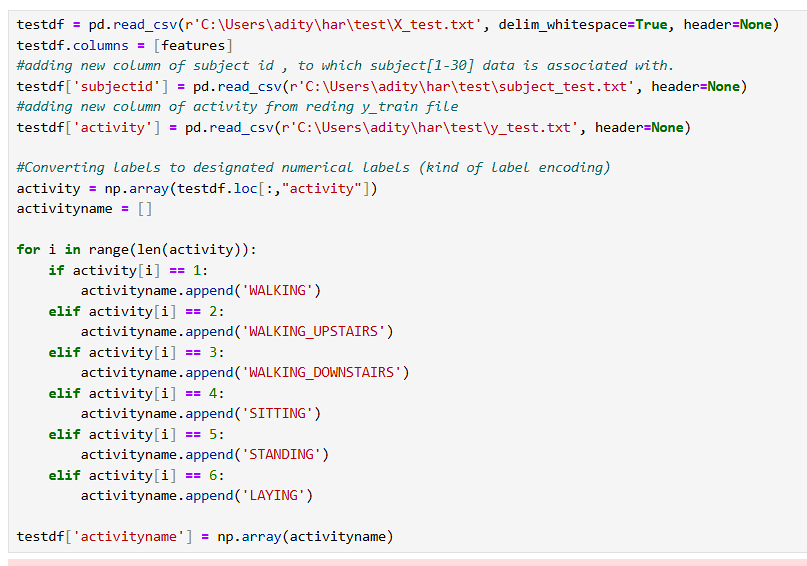 testdf = pd.read_csv(r'C:\Users\adity\har\test\X_test.txt', delim_whitespace=True, header=None)
testdf.columns = [features]
#adding new column of subject id , to which subject[1-30] data is associated with.
testdf['subjectid'] = pd.read_csv(r'C:\Users\adity\har\test\subject_test.txt', header=None)
#adding new column of activity from reding y_train file
testdf['activity'] = pd.read_csv(r'C:\Users\adity\har\test\y_test.txt', header=None)

#Converting labels to designated numerical labels (kind of label encoding)
activity = np.array(testdf.loc[:,"activity"])
activityname = []

for i in range(len(activity)):
    if activity[i] == 1:
        activityname.append('WALKING')
    elif activity[i] == 2:
        activityname.append('WALKING_UPSTAIRS')
    elif activity[i] == 3:
        activityname.append('WALKING_DOWNSTAIRS')
    elif activity[i] == 4:
        activityname.append('SITTING')
    elif activity[i] == 5:
        activityname.append('STANDING')
    elif activity[i] == 6:
        activityname.append('LAYING')

testdf['activityname'] = np.array(activityname)